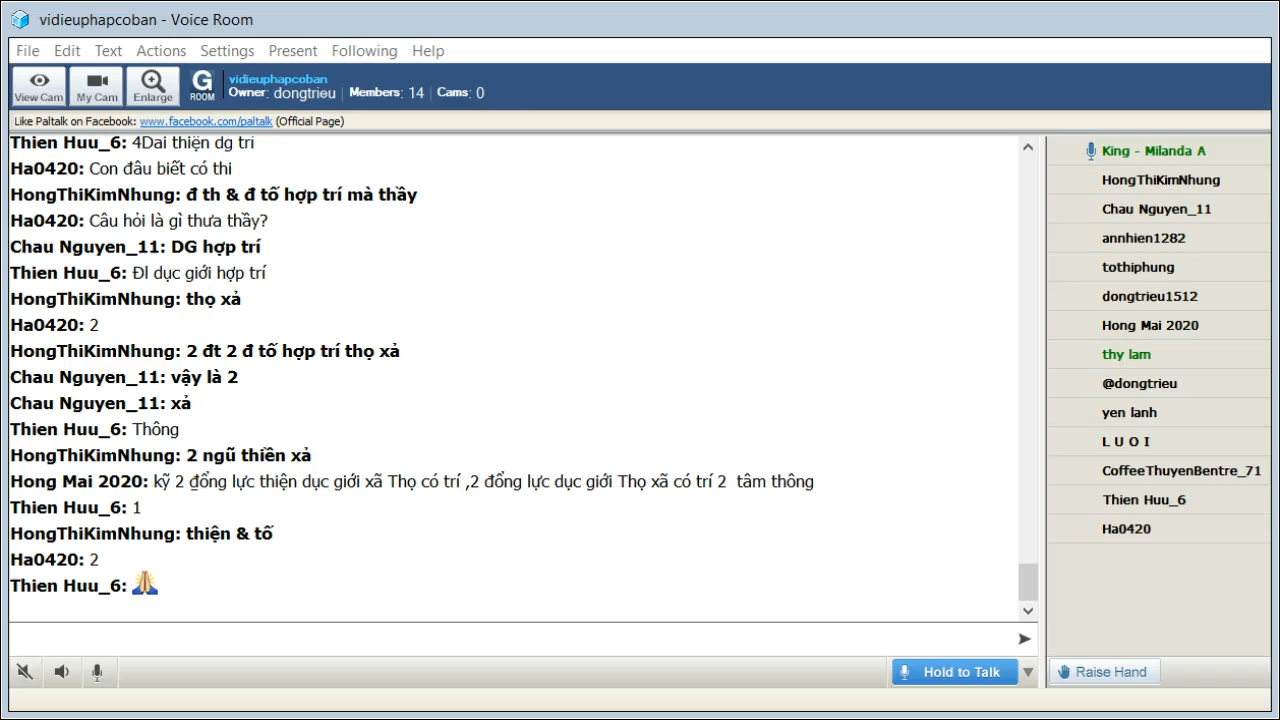 vidieuphapcoban - Voice Room
File Edit Text Actions Settings Present Following Help
View Cam My Cam Enlarge G ROOM
vidieuphapcoban
Owner: dongtrieu | Members: 14 | Cams: 0
Like Paltalk on Facebook: www.facebook.com/paltalk (Official Page)
Thien Huu_6: 4Dai thiện dg tri
Ha0420: Con đâu biết có thi
HongThiKimNhung: đ th & đ tố hợp trí mà thầy
Ha0420: Câu hỏi là gì thưa thầy?
Chau Nguyen_11: DG hợp trí
Thien Huu_6: Đl dục giới hợp trí
HongThiKimNhung: thọ xả
Ha0420: 2
HongThiKimNhung: 2 đt 2 đ tố hợp trí thọ xả
Chau Nguyen_11: vậy là 2
Chau Nguyen_11: xả
Thien Huu_6: Thông
HongThiKimNhung: 2 ngũ thiền xả
Hong Mai 2020: kỹ 2 đổng lực thiện dục giới xã Thọ có trí ,2 đổng lực dục giới Thọ xã có trí 2 tâm thông
Thien Huu_6: 1
HongThiKimNhung: thiện & tố
Ha0420: 2
Thien Huu_6: 🙏
King - Milanda A
HongThiKimNhung
Chau Nguyen_11
annhien1282
tothiphung
dongtrieu1512
Hong Mai 2020
thy lam
@dongtrieu
yen lanh
L U O I
CoffeeThuyenBentre_71
Thien Huu_6
Ha0420
Hold to Talk
Raise Hand